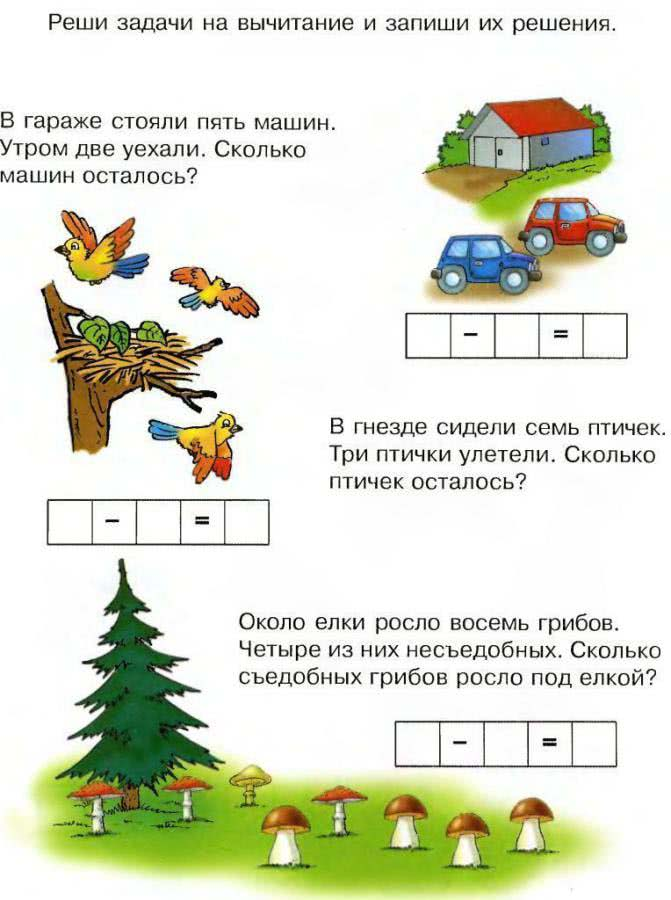 Реши задачи на вычитание и запиши их решения.
В гараже стояли пять машин.
Утром две уехали. Сколько
машин осталось?
– =
В гнезде сидели семь птичек.
Три птички улетели. Сколько
птичек осталось?
– =
Около елки росло восемь грибов.
Четыре из них несъедобных. Сколько
съедобных грибов росло под елкой?
– =